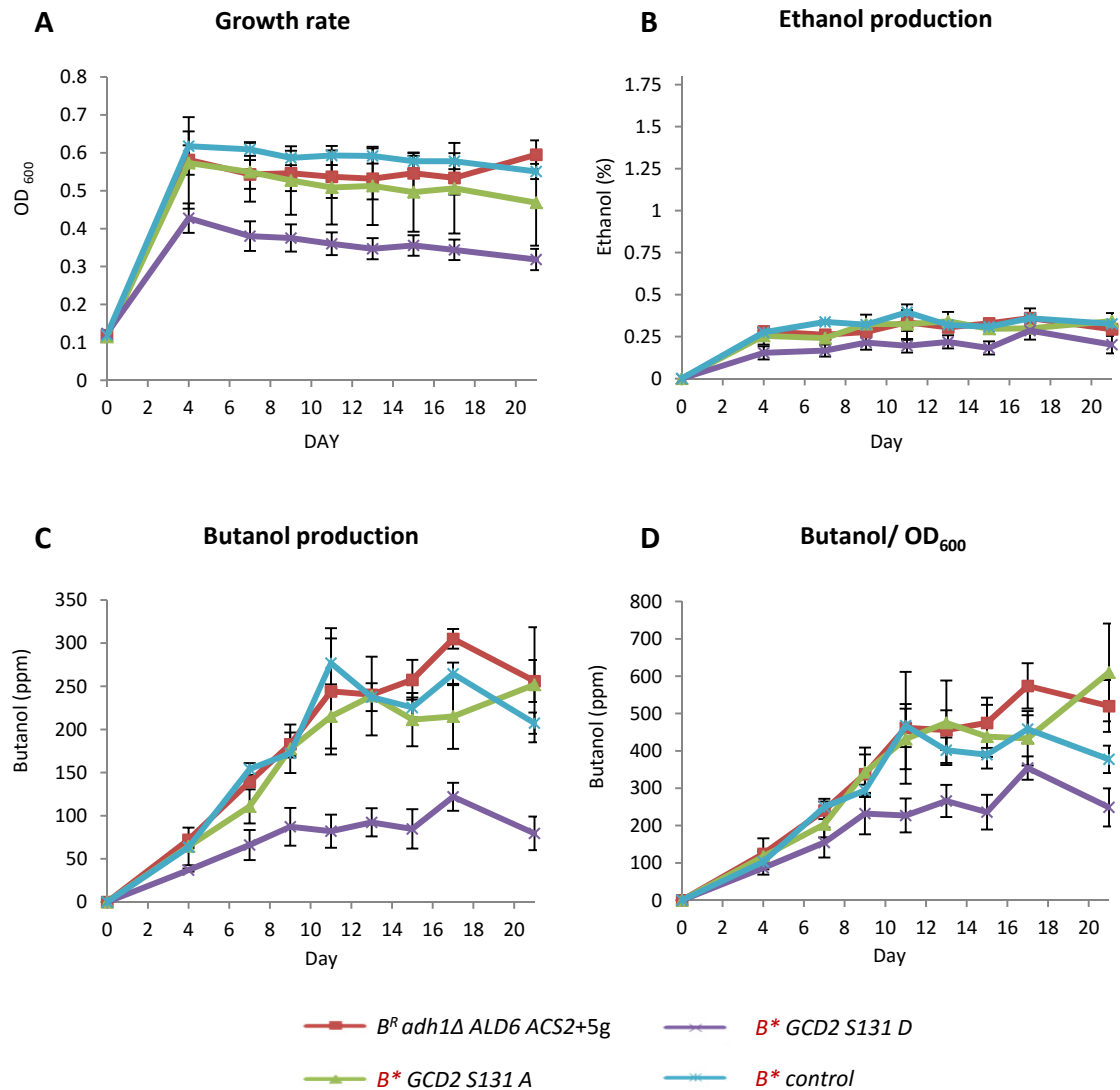 A Growth rate
0.8
0.7
0.6
0.5
0.4
0.3
0.2
0.1
0
OD 600
0 2 4 6 8 10 12 14 16 18 20
DAY
B Ethanol production
1.75
1.5
1.25
1
0.75
0.5
0.25
0
Ethanol (%)
0 2 4 6 8 10 12 14 16 18 20
Day
C Butanol production
350
300
250
200
150
100
50
0
Butanol (ppm)
0 2 4 6 8 10 12 14 16 18 20
Day
D Butanol/ OD600
800
700
600
500
400
300
200
100
0
Butanol (ppm)
0 2 4 6 8 10 12 14 16 18 20
Day
BR adh1Δ ALD6 ACS2+5g
B* GCD2 S131 D
B* GCD2 S131 A
B* control